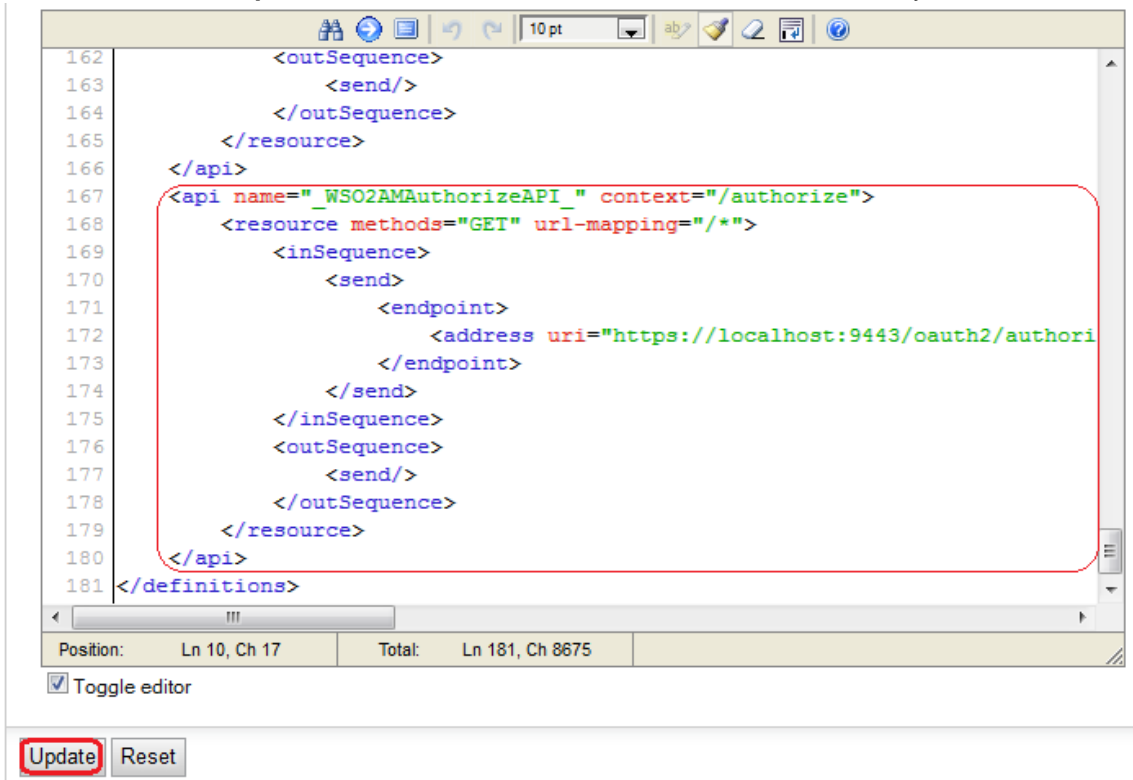 10 pt
162 <outSequence>
163 <send/>
164 </outSequence>
165 </resource>
166 </api>
167 <api name="_WSO2AMAuthorizeAPI_" context="/authorize">
168 <resource methods="GET" url-mapping="/*">
169 <inSequence>
170 <send>
171 <endpoint>
172 <address uri="https://localhost:9443/oauth2/authori
173 </endpoint>
174 </send>
175 </inSequence>
176 <outSequence>
177 <send/>
178 </outSequence>
179 </resource>
180 </api>
181 </definitions>
Position: Ln 10, Ch 17 Total: Ln 181, Ch 8675
Toggle editor
Update Reset